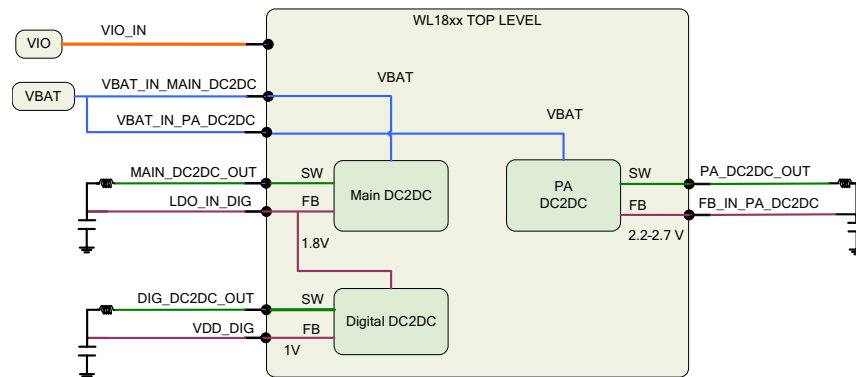 WL18xx TOP LEVEL
VIO
VIO_IN
VBAT
VBAT_IN_MAIN_DC2DC
VBAT
VBAT_IN_PA_DC2DC
VBAT
MAIN_DC2DC_OUT
SW
Main DC2DC
LDO_IN_DIG
FB
1.8V
PA
DC2DC
SW
PA_DC2DC_OUT
FB
FB_IN_PA_DC2DC
2.2–2.7 V
DIG_DC2DC_OUT
SW
Digital DC2DC
VDD_DIG
FB
1V